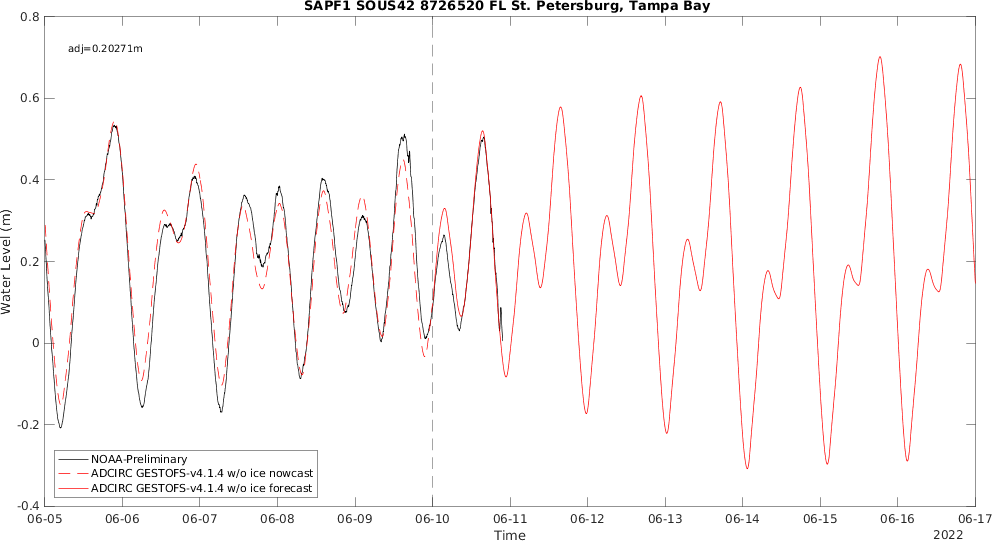 SAPF1 SOUS42 8726520 FL St. Petersburg, Tampa Bay
adj=0.20271m
Water Level (m)
0.8
0.6
0.4
0.2
0
-0.2
-0.4
NOAA-Preliminary
ADCIRC GESTOFS-v4.1.4 w/o ice nowcast
ADCIRC GESTOFS-v4.1.4 w/o ice forecast
06-05 06-06 06-07 06-08 06-09 06-10 06-11 06-12 06-13 06-14 06-15 06-16 06-17
Time
2022